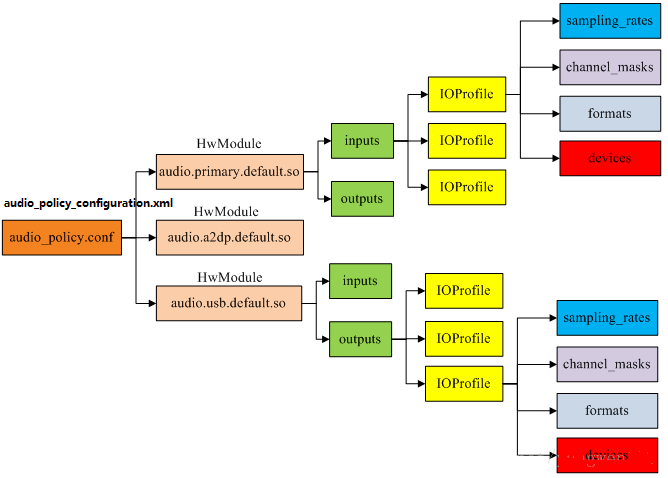 sampling_rates
channel_masks
formats
devices
IOProfile
IOProfile
IOProfile
inputs
outputs
HwModule
audio.primary.default.so
audio_policy_configuration.xml
audio_policy.conf
HwModule
audio.a2dp.default.so
HwModule
audio.usb.default.so
inputs
outputs
IOProfile
IOProfile
IOProfile
sampling_rates
channel_masks
formats
devices